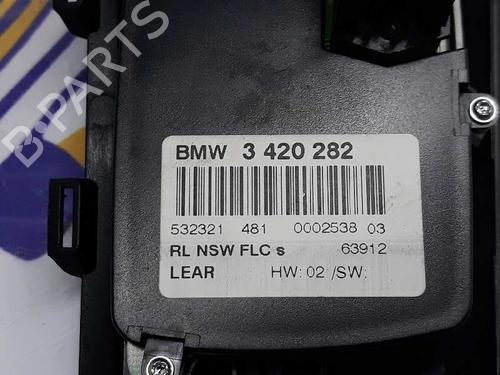 B-PARTS
BMW 3 420 282
532321 481 0002538 03
RL NSW FLC s 63912
LEAR HW: 02 /SW: